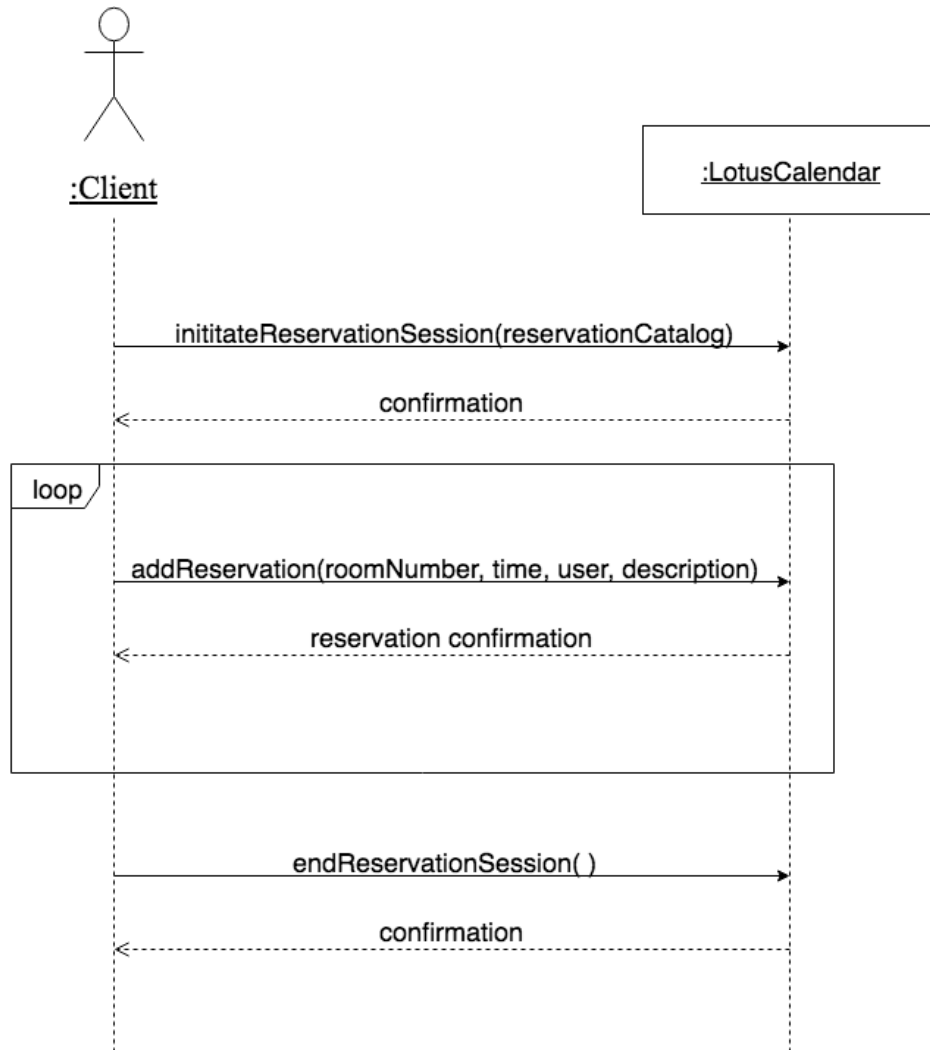 :Client
:LotusCalendar
inititateReservationSession(reservationCatalog)
confirmation
loop
addReservation(roomNumber, time, user, description)
reservation confirmation
endReservationSession( )
confirmation